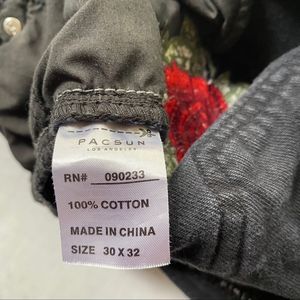 PACSUN
LOS ANGELES
RN# 090233
100% COTTON
MADE IN CHINA
SIZE 30 X 32